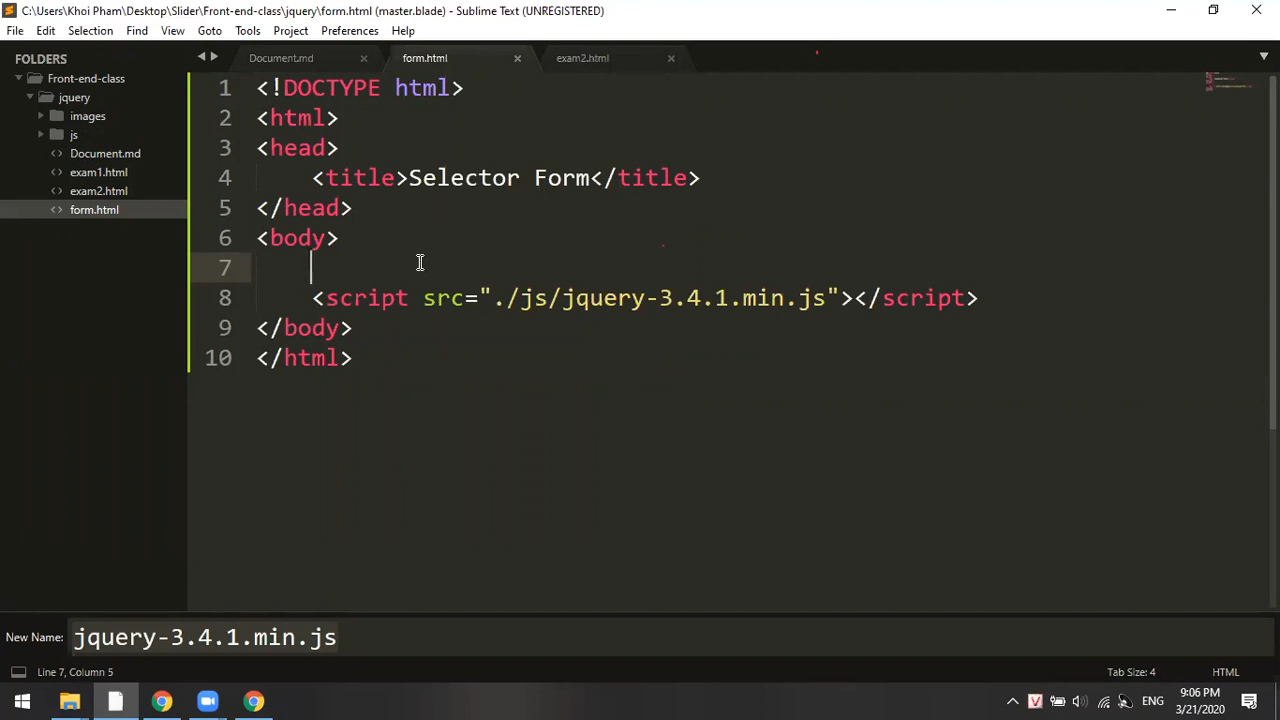 C:\Users\Khoi Pham\Desktop\Slider\Front-end-class\jquery\form.html (master.blade) - Sublime Text (UNREGISTERED)
File Edit Selection Find View Goto Tools Project Preferences Help
FOLDERS
Front-end-class
jquery
images
js
Document.md
exam1.html
exam2.html
form.html
Document.md form.html exam2.html
1 <!DOCTYPE html>
2 <html>
3 <head>
4 <title>Selector Form</title>
5 </head>
6 <body>
7
8 <script src="./js/jquery-3.4.1.min.js"></script>
9 </body>
10 </html>
New Name: jquery-3.4.1.min.js
Line 7, Column 5 Tab Size: 4 HTML
V ENG 9:06 PM
3/21/2020